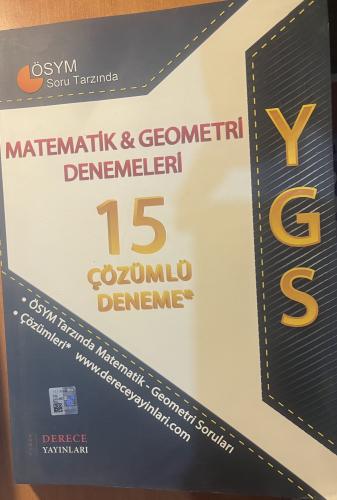 ÖSYM
Soru Tarzında
MATEMATİK & GEOMETRİ
DENEMELERİ
15
ÇÖZÜMLÜ
DENEME*
YGS
• ÖSYM Tarzında Matematik - Geometri Soruları
• Çözümleri* www.dereceyayinlari.com
DERECE
YAYINLARI